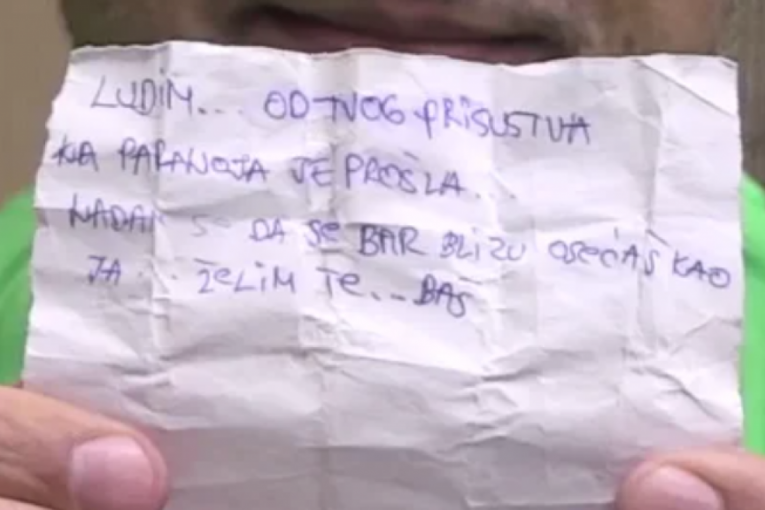 LUDIM... OD TVOG PRISUSTVA
PARANOJA JE PROŠLA...
NADAM SE DA SE BAR BLIZU OSEĆAŠ KAO
JA... ŽELIM TE... BAŠ